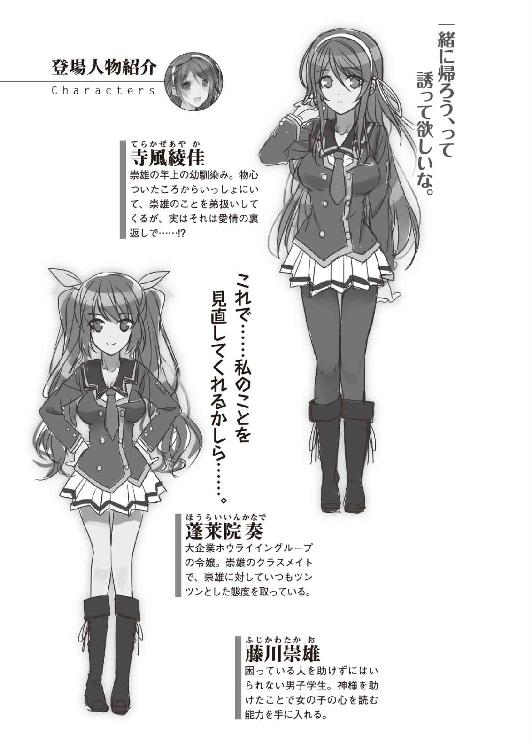 登場人物紹介
Characters
一緒に帰ろう、って
誘って欲しいな。
てらかぜあやか
寺風綾佳
崇雄の年上の幼馴染み。物心
ついたころからいっしょにい
て、崇雄のことを弟扱いして
くるが、実はそれは愛情の裏
返しで……!?
これで……私のことを
見直してくれるかしら……。
ほうらいいんかなで
蓬莱院 奏
大企業ホウライイングループ
の令嬢。崇雄のクラスメイト
で、崇雄に対していつもツン
ツンとした態度を取っている。
ふじかわたかお
藤川崇雄
困っている人を助けずにはい
られない男子学生。神様を助
けたことで女の子の心を読む
能力を手に入れる。